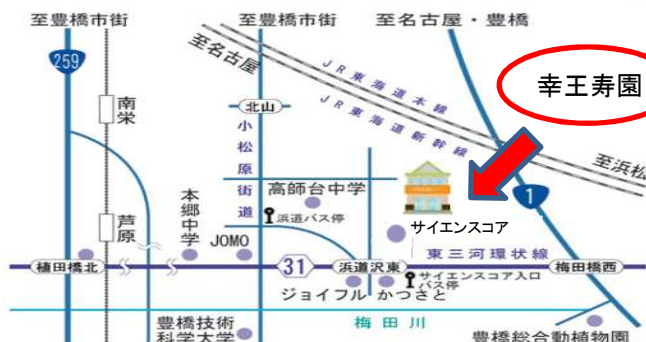 至豊橋市街
至豊橋市街
至名古屋・豊橋
259
至名古屋
JR東海道本線
JR東海道新幹線
幸王寿園
南栄
北山
小松原街道
至浜松
1
高師台中学
浜道バス停
本郷中学
芦原
JOMO
サイエンスコア
東三河環状線
植田橋北
31
浜道沢東
サイエンスコア入口
バス停
梅田橋西
ジョイフル
かつさと
豊橋技術
科学大学
梅田川
豊橋総合動植物園